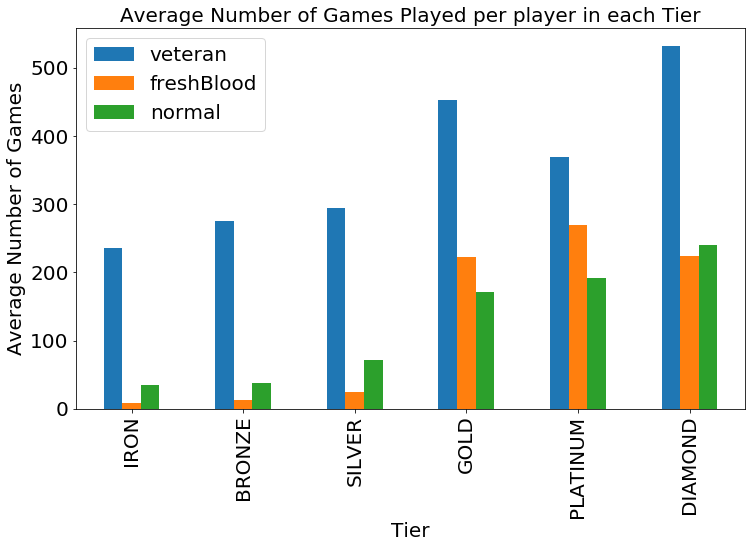 Average Number of Games Played per player in each Tier
veteran
freshBlood
normal
Average Number of Games
500
400
300
200
100
0
IRON
BRONZE
SILVER
GOLD
PLATINUM
DIAMOND
Tier